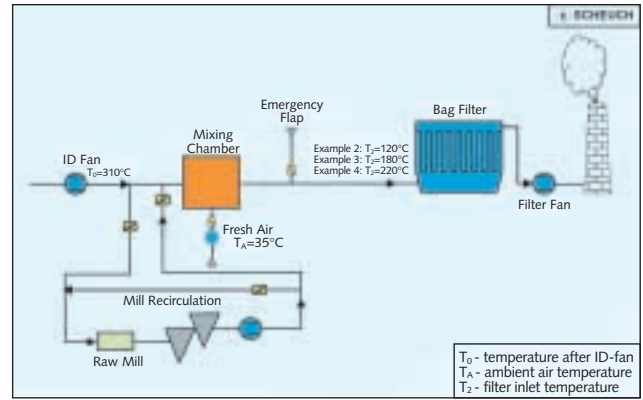 SCHEUCH
Emergency
Flap
Bag Filter
Mixing
Chamber
Example 2: T₂=120°C
Example 3: T₂=180°C
Example 4: T₂=220°C
ID Fan
T₀=310°C
Filter Fan
Fresh Air
Tₐ=35°C
Mill Recirculation
Raw Mill
T₀ - temperature after ID-fan
Tₐ - ambient air temperature
T₂ - filter inlet temperature